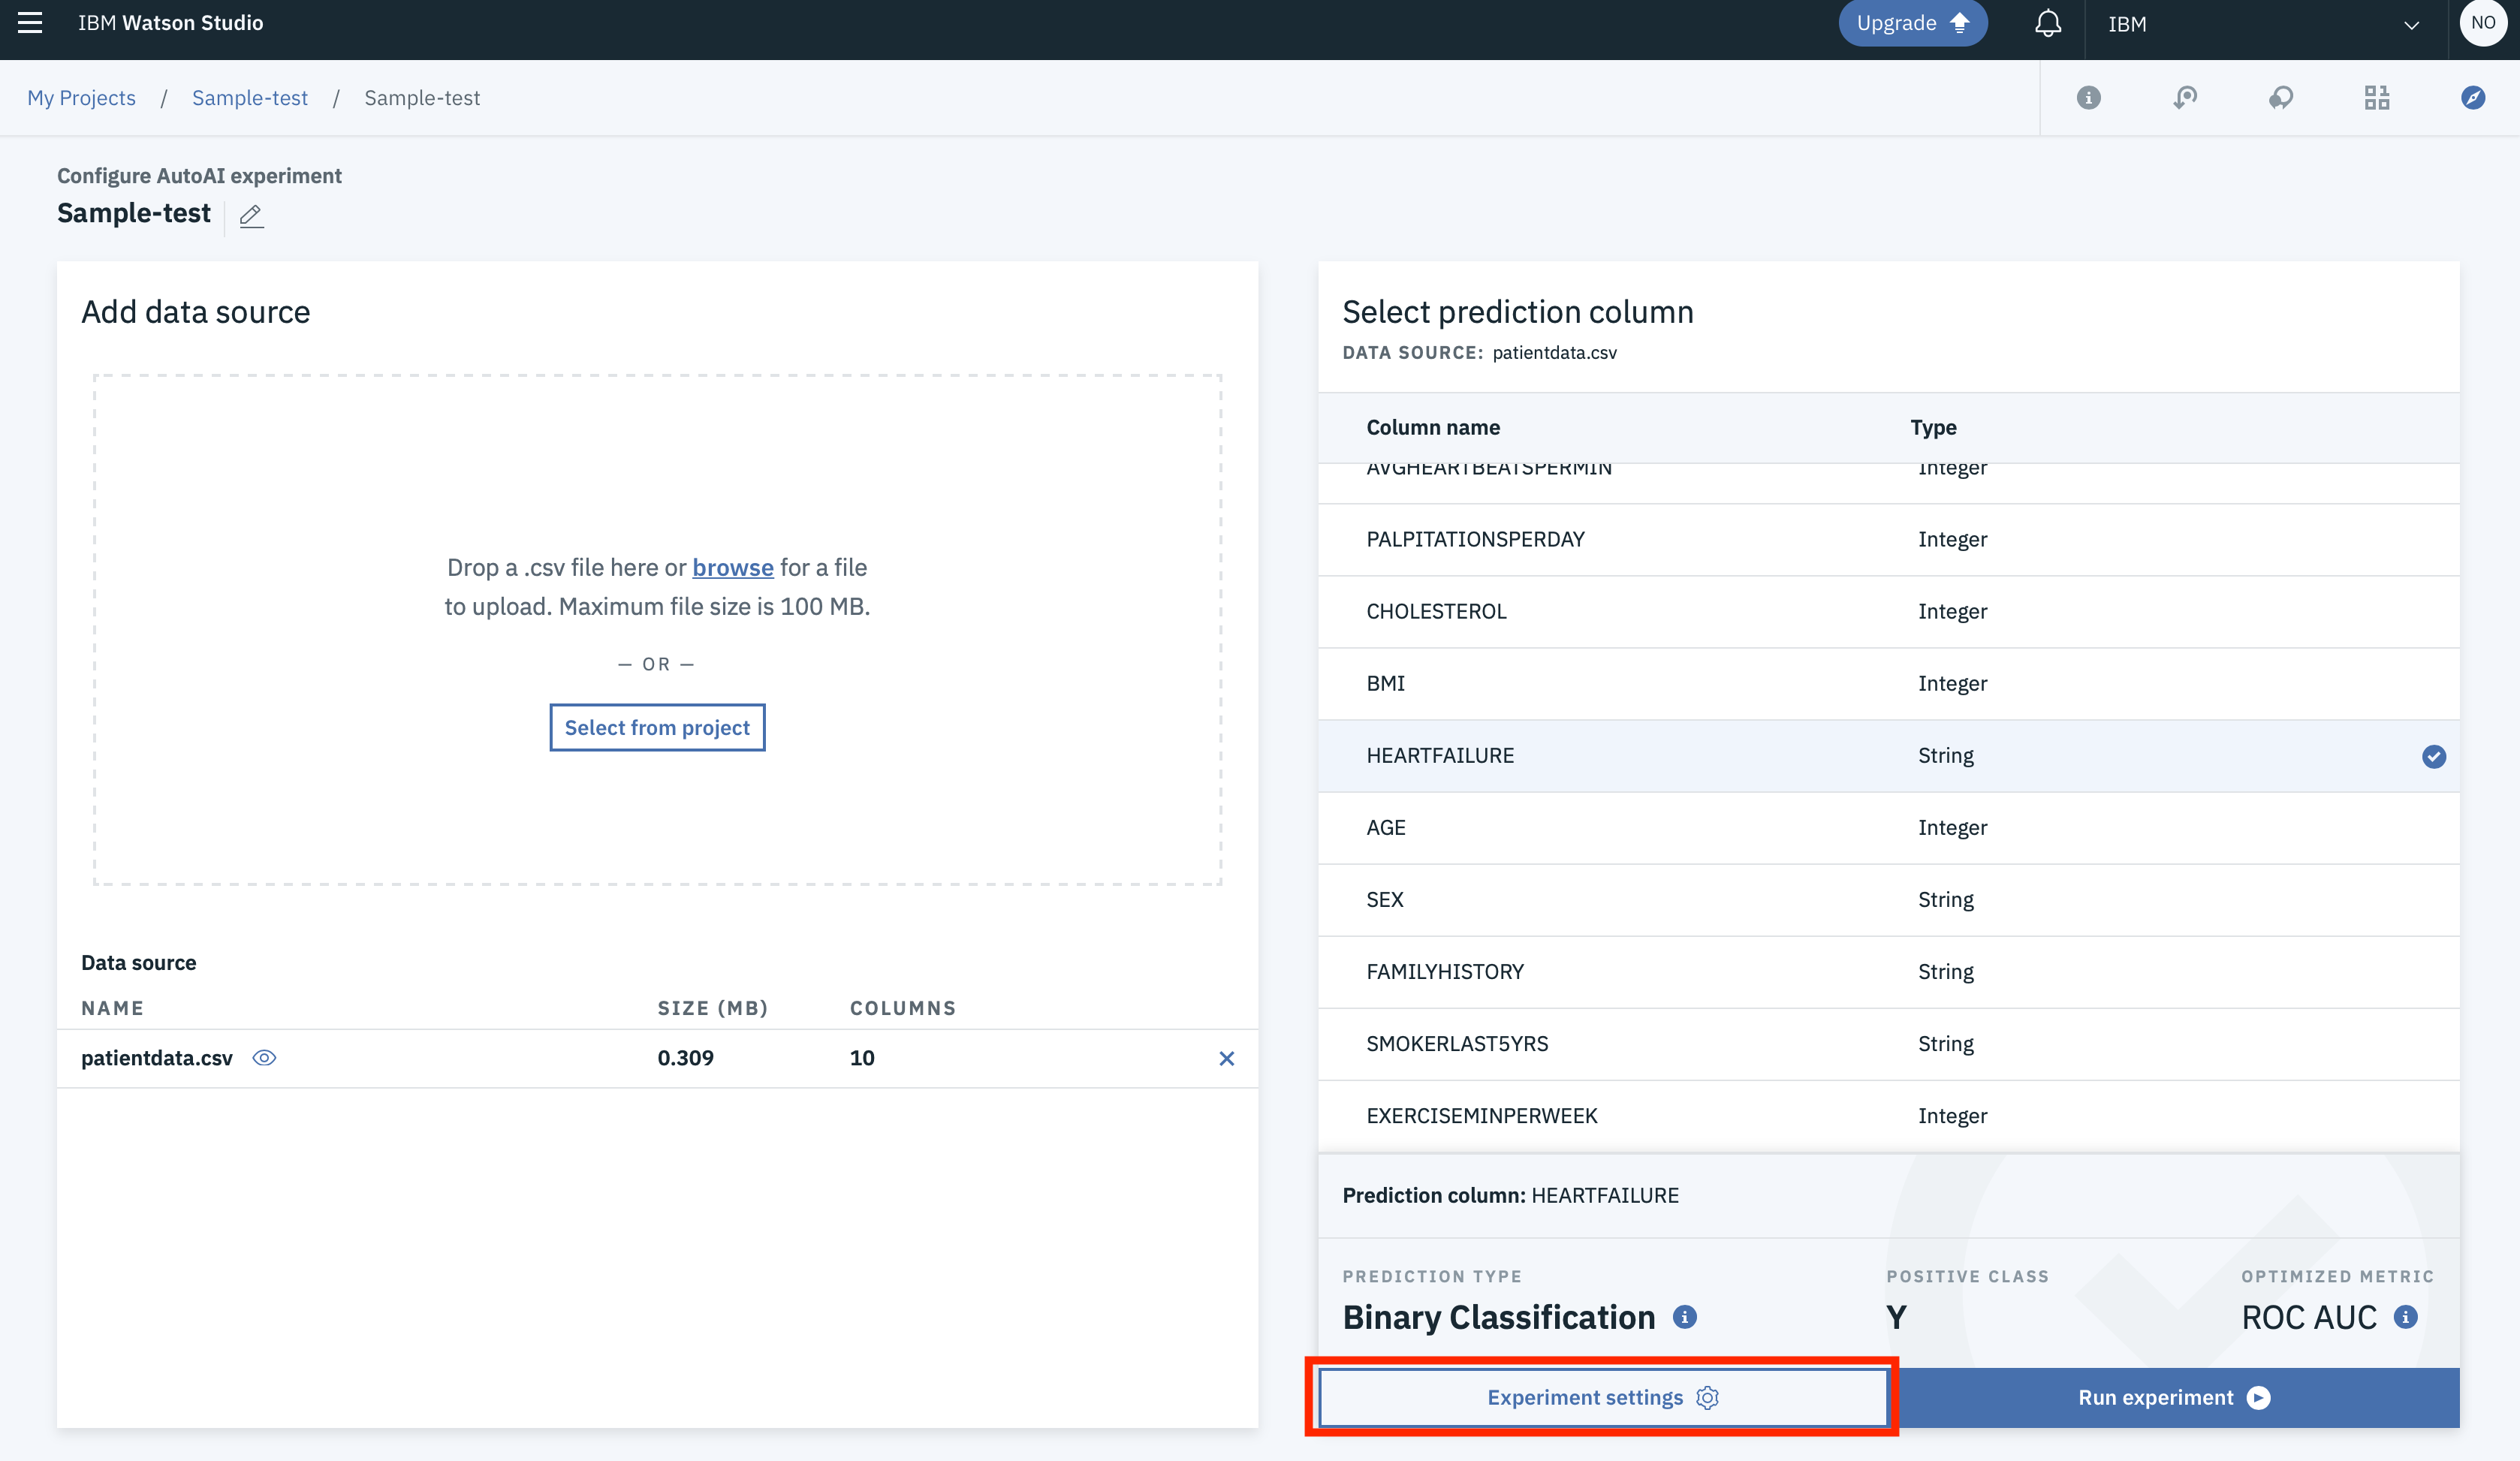 IBM Watson Studio
Upgrade
IBM
NO
My Projects / Sample-test / Sample-test
Configure AutoAI experiment
Sample-test
Add data source
Drop a .csv file here or browse for a file
to upload. Maximum file size is 100 MB.
— OR —
Select from project
Data source
NAME SIZE (MB) COLUMNS
patientdata.csv 0.309 10
Select prediction column
DATA SOURCE: patientdata.csv
Column name Type
AVGHEARTBEATSPERMIN Integer
PALPITATIONSPERDAY Integer
CHOLESTEROL Integer
BMI Integer
HEARTFAILURE String
AGE Integer
SEX String
FAMILYHISTORY String
SMOKERLAST5YRS String
EXERCISEMINPERWEEK Integer
Prediction column: HEARTFAILURE
PREDICTION TYPE POSITIVE CLASS OPTIMIZED METRIC
Binary Classification Y ROC AUC
Experiment settings Run experiment